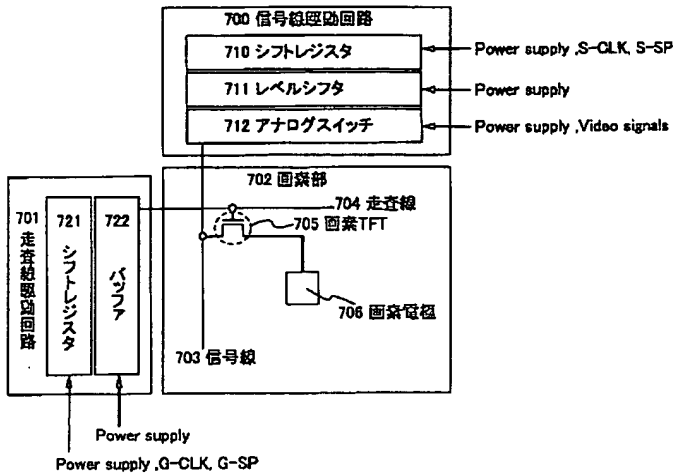 700 信号線駆動回路
710 シフトレジスタ
Power supply ,S-CLK, S-SP
711 レベルシフタ
Power supply
712 アナログスイッチ
Power supply ,Video signals
702 画素部
704 走査線
705 画素TFT
706 画素電極
703 信号線
701 走査線駆動回路
721 シフトレジスタ
722 バッファ
Power supply
Power supply ,G-CLK, G-SP